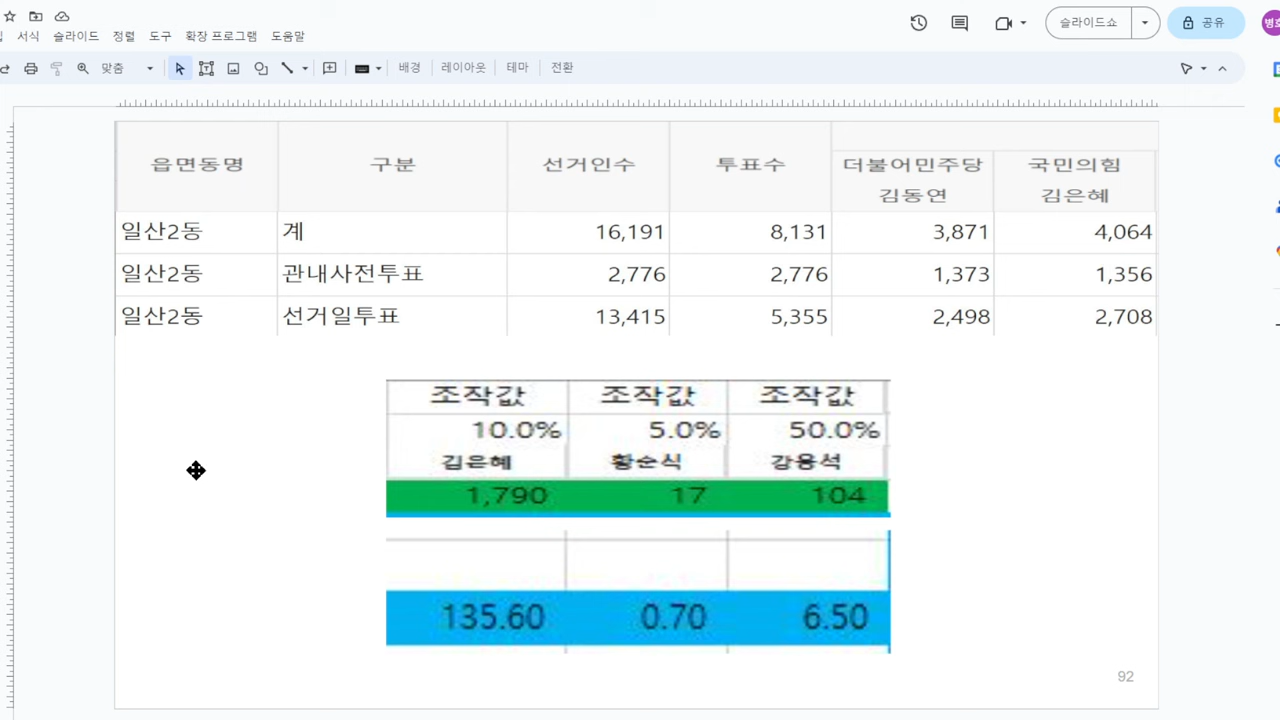 서식 슬라이드 정렬 도구 확장 프로그램 도움말
슬라이드쇼
공유
맞춤
배경 레이아웃 테마 전환
읍면동명 구분 선거인수 투표수 더불어민주당 김동연 국민의힘 김은혜
일산2동 계 16,191 8,131 3,871 4,064
일산2동 관내사전투표 2,776 2,776 1,373 1,356
일산2동 선거일투표 13,415 5,355 2,498 2,708
조작값 조작값 조작값
10.0% 5.0% 50.0%
김은혜 황순식 강용석
1,790 17 104
135.60 0.70 6.50
92